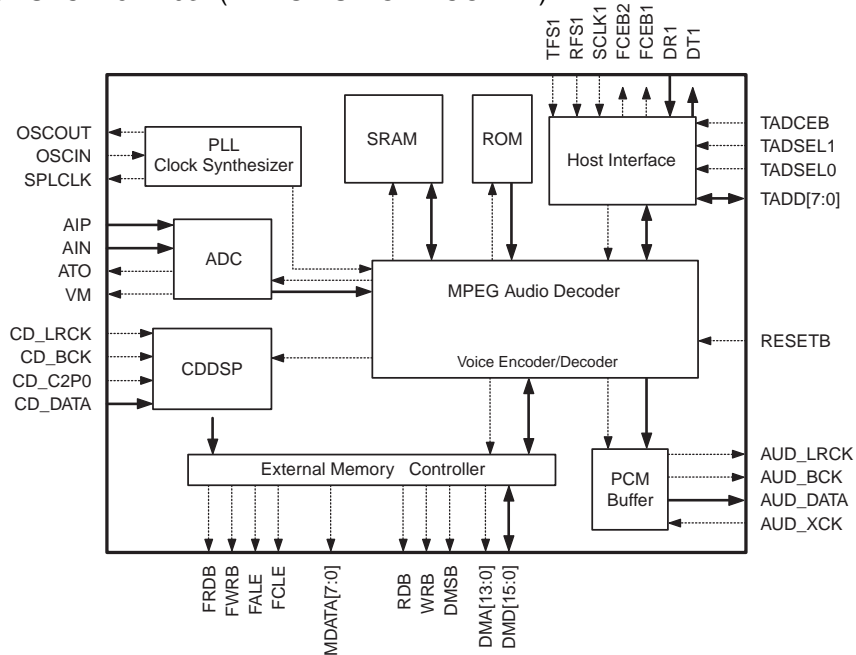 TFS1
RFS1
SCLK1
FCEB2
FCEB1
DR1
DT1
OSCOUT
OSCIN
SPLCLK
PLL
Clock Synthesizer
SRAM
ROM
Host Interface
TADCEB
TADSEL1
TADSEL0
TADD[7:0]
AIP
AIN
ATO
VM
ADC
MPEG Audio Decoder
Voice Encoder/Decoder
RESETB
CD_LRCK
CD_BCK
CD_C2P0
CD_DATA
CDDSP
External Memory Controller
PCM
Buffer
AUD_LRCK
AUD_BCK
AUD_DATA
AUD_XCK
FRDB
FWRB
FALE
FCLE
MDATA[7:0]
RDB
WRB
DMSB
DMA[13:0]
DMD[15:0]